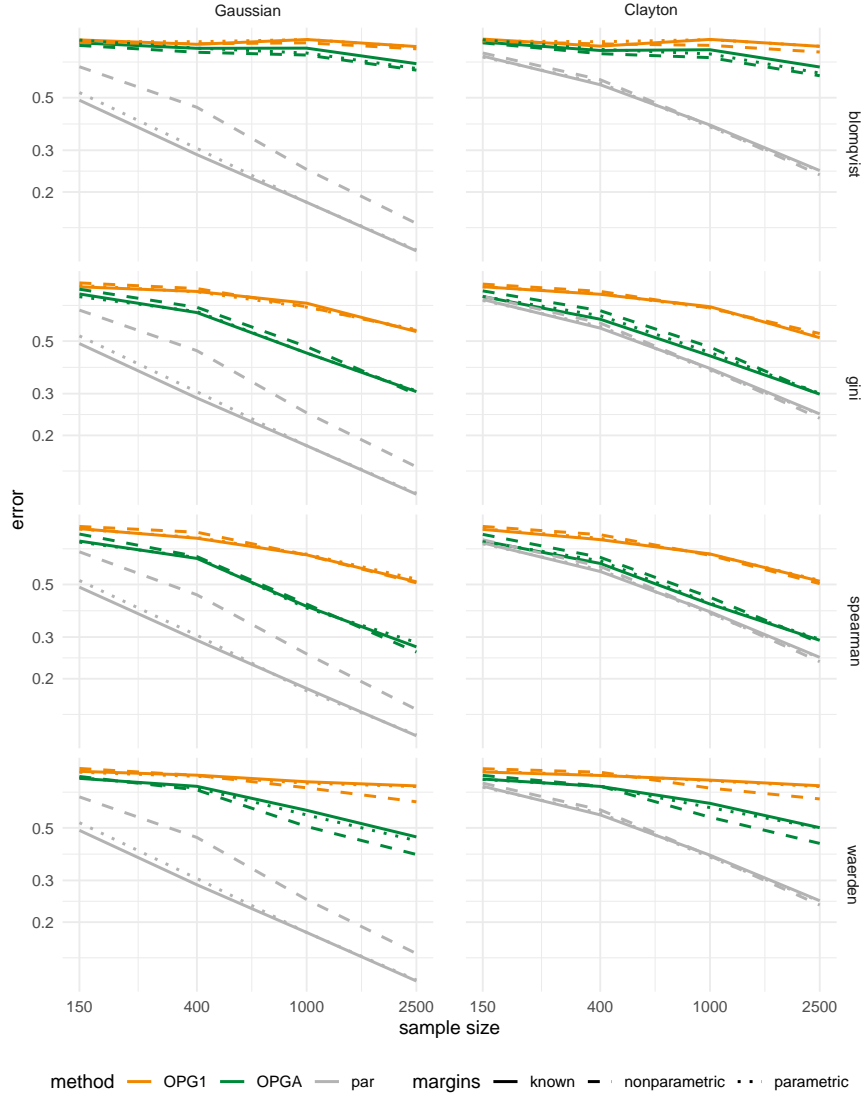 Gaussian
Clayton
0.5
0.3
0.2
blomqvist
0.5
0.3
0.2
gini
error
0.5
0.3
0.2
spearman
0.5
0.3
0.2
waerden
150 400 1000 2500 150 400 1000 2500
sample size
method OPG1 OPGA par margins known nonparametric parametric